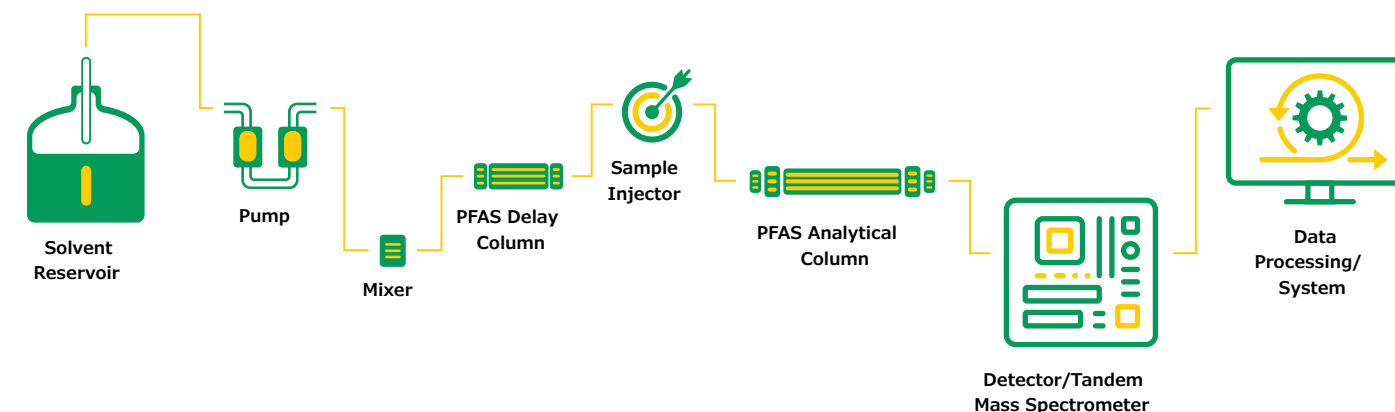 Solvent
Reservoir
Pump
Mixer
PFAS Delay
Column
Sample
Injector
PFAS Analytical
Column
Detector/Tandem
Mass Spectrometer
Data
Processing/
System